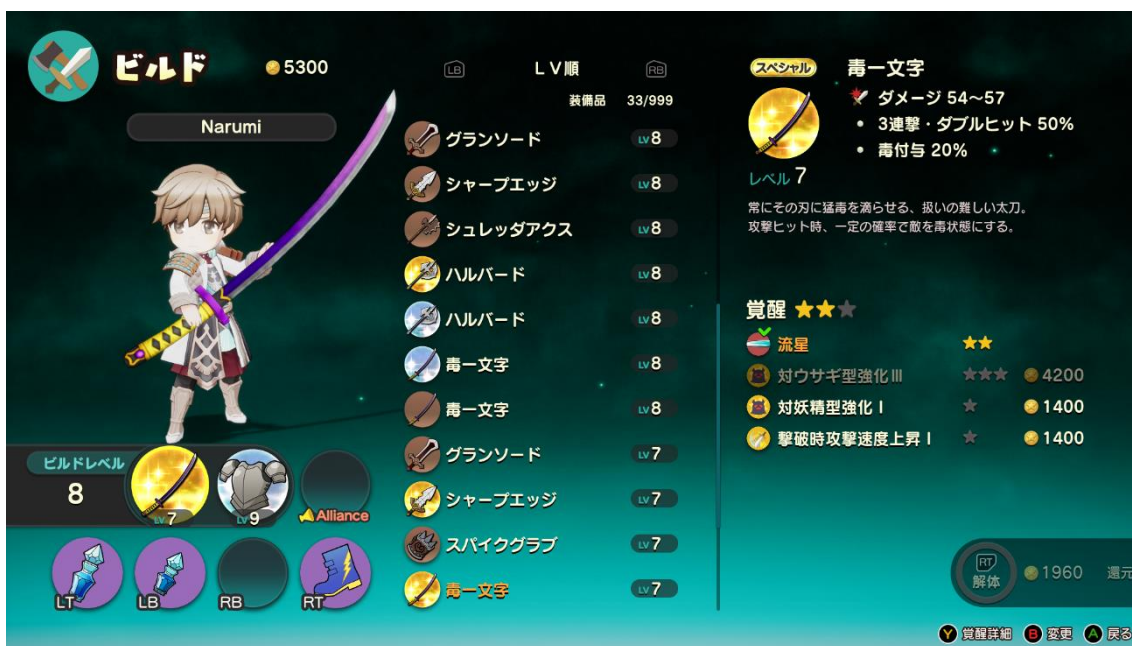 ビルド
5300
LB
LV順
RB
装備品 33/999
Narumi
グランソード LV8
シャープエッジ LV8
シュレッダアクス LV8
ハルバード LV8
ハルバード LV8
毒一文字 LV8
毒一文字 LV8
グランソード LV7
シャープエッジ LV7
スパイクグラブ LV7
毒一文字 LV7
ビルドレベル
8
LV7
LV9
Alliance
LT
LB
RB
RT
スペシャル 毒一文字
ダメージ 54~57
• 3連撃・ダブルヒット 50%
• 毒付与 20%
レベル 7
常にその刃に猛毒を滴らせる、扱いの難しい太刀。
攻撃ヒット時、一定の確率で敵を毒状態にする。
覚醒 ★★★
流星 ★★
対ウサギ型強化Ⅲ ★★★ 4200
対妖精型強化Ⅰ ★ 1400
撃破時攻撃速度上昇Ⅰ ★ 1400
RT
解体
1960 還元
Y 覚醒詳細 B 変更 A 戻る